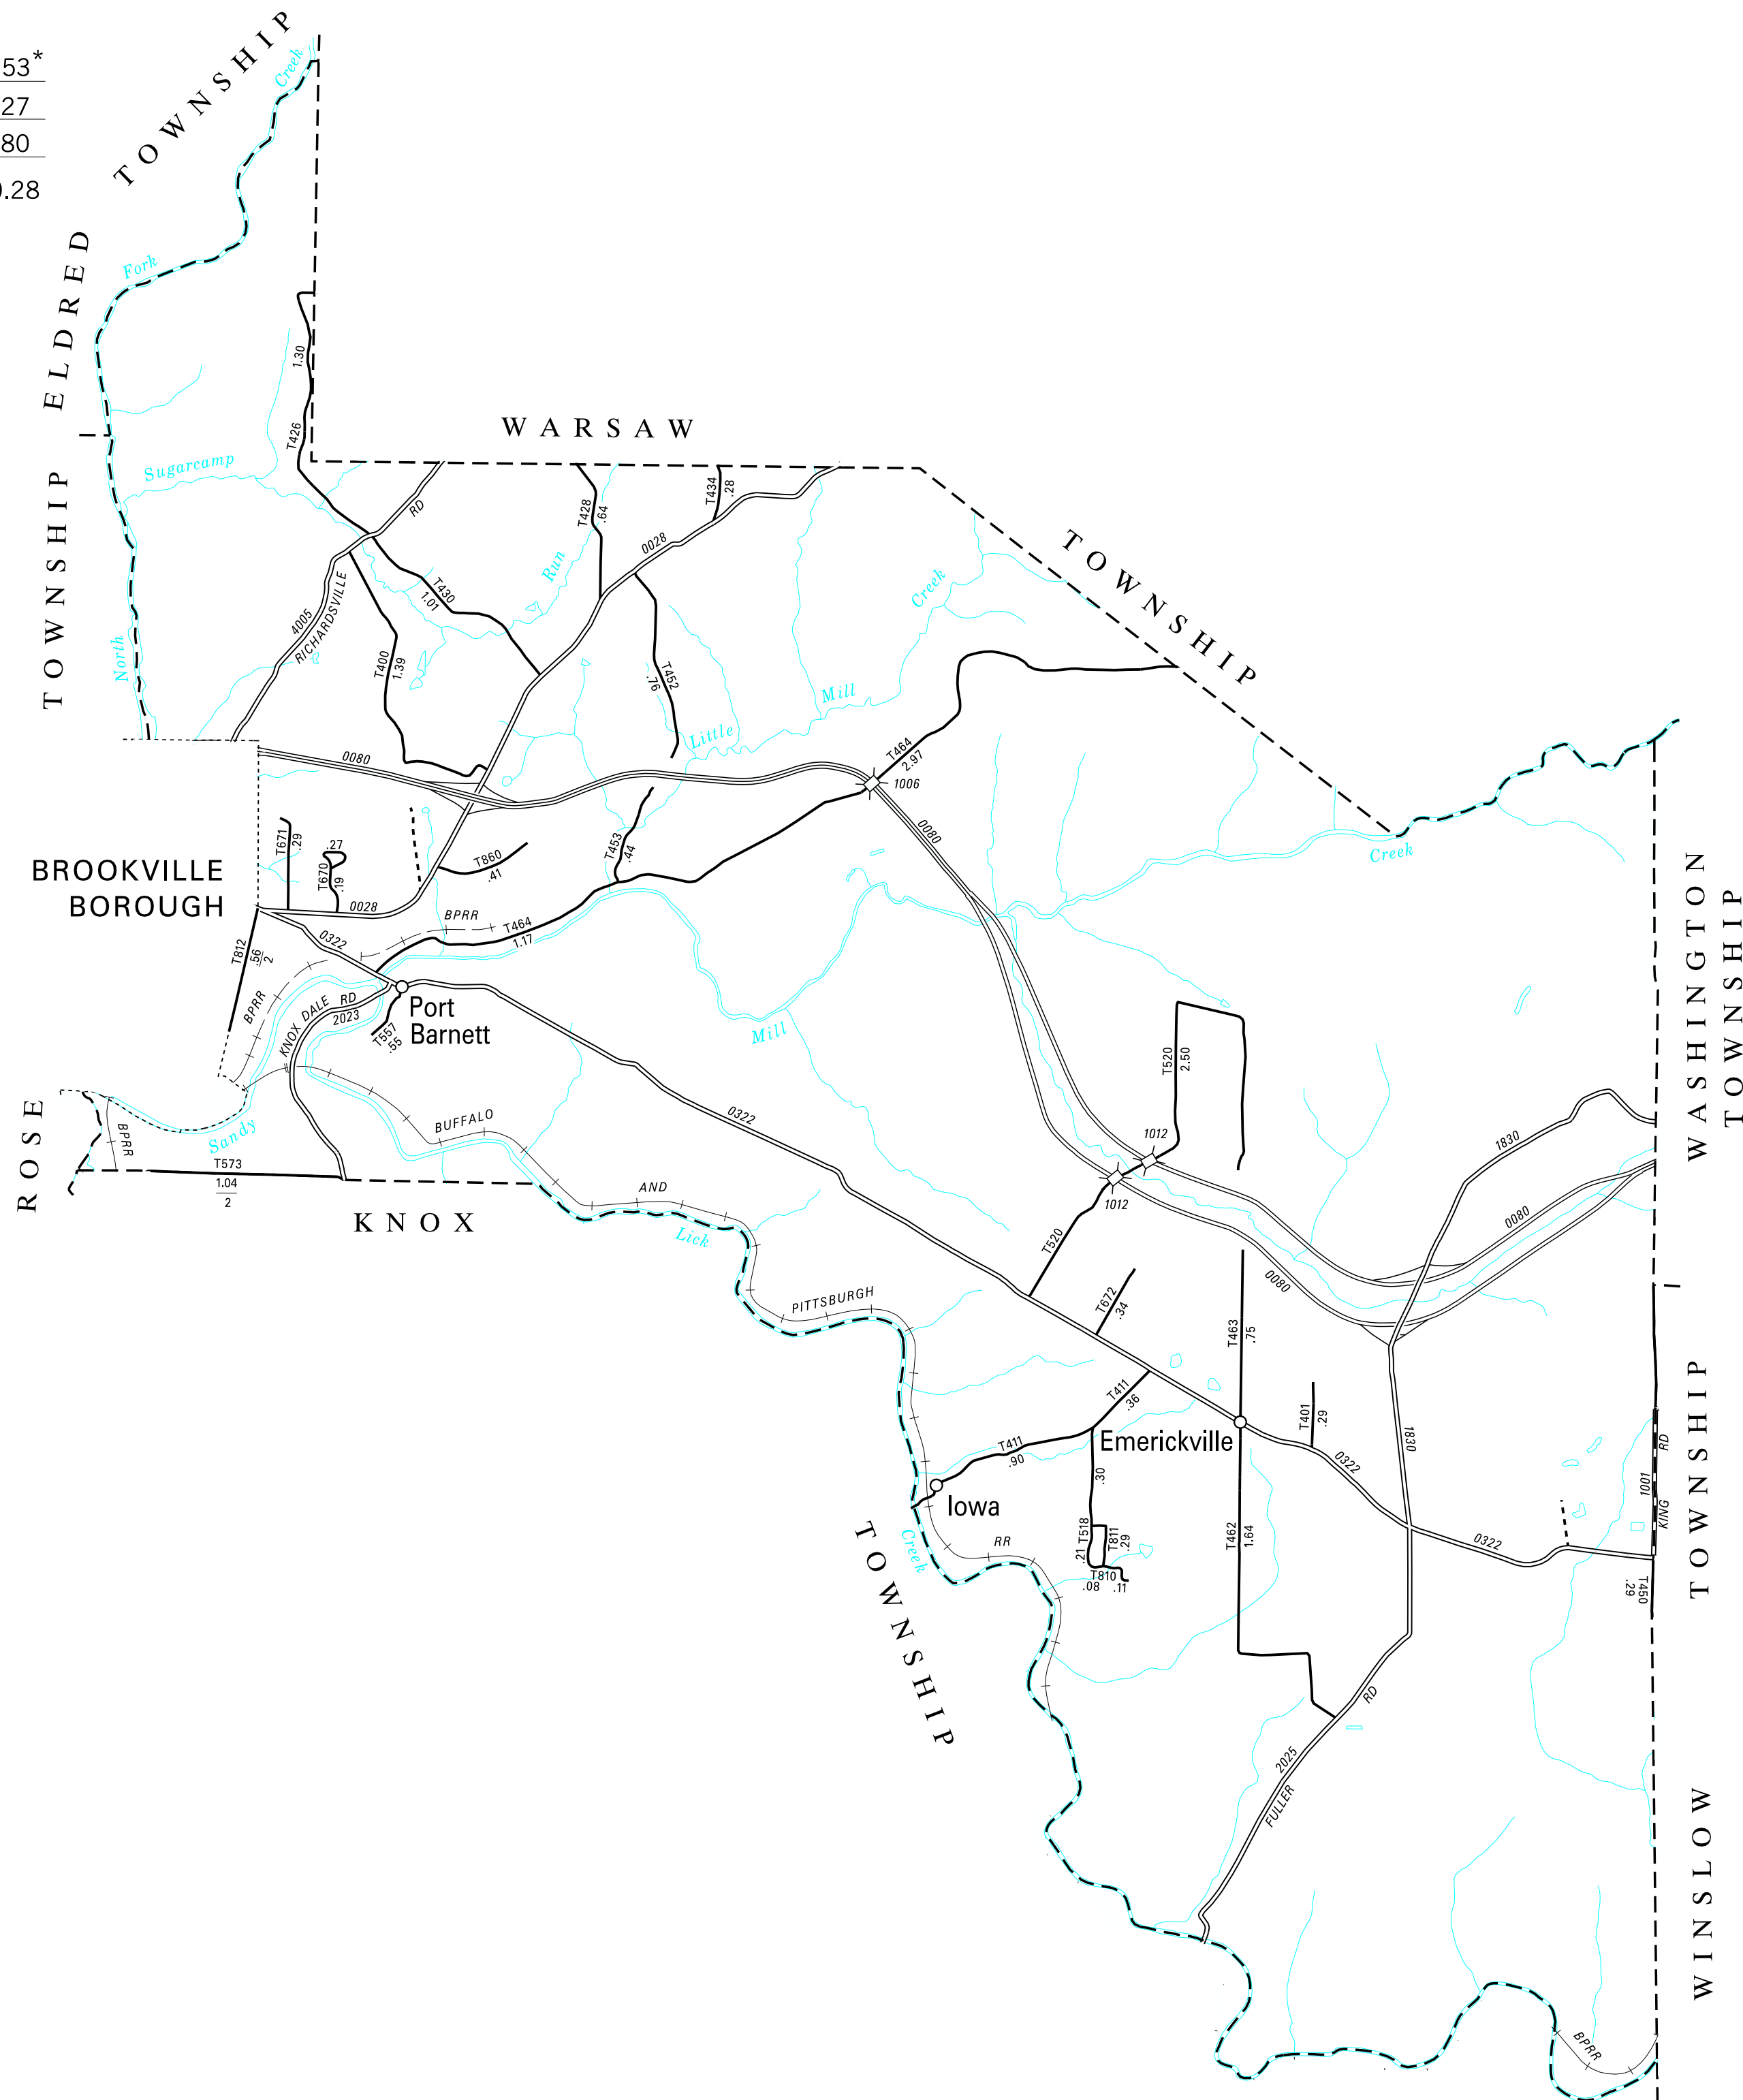 53*
27
80
0.28
TOWNSHIP
Creek
ELDRED
Fork
1.30
T426
WARSAW
Sugarcamp
TOWNSHIP
RD
T428
.64
T434
.28
0028
Run
T430
1.01
4005
RICHARDSVILLE
North
T400
1.39
T452
.76
Creek
Mill
Little
TOWNSHIP
T464
2.97
1006
0080
0080
T671
.29
.27
T670
.19
T860
.41
T453
.44
Creek
BROOKVILLE
BOROUGH
0028
BPRR
T464
1.17
0322
T812
.56
2
BPRR
KNOX DALE RD
2023
Port
Barnett
T557
.55
Mill
WASHINGTON
TOWNSHIP
T520
2.50
ROSE
BPRR
Sandy
BUFFALO
0322
1012
1012
1830
T573
1.04
2
KNOX
AND
Lick
T520
0080
0080
PITTSBURGH
T672
.34
T463
.75
T411
.36
T401
.29
Emerickville
T411
.90
.30
0322
1830
1001
KING RD
TOWNSHIP
Iowa
TOWNSHIP
Creek
RR
T518
.21
T811
.29
T810
.08
.11
T462
1.64
0322
T450
.29
RD
2025
FULLER
WINSLOW
BPRR